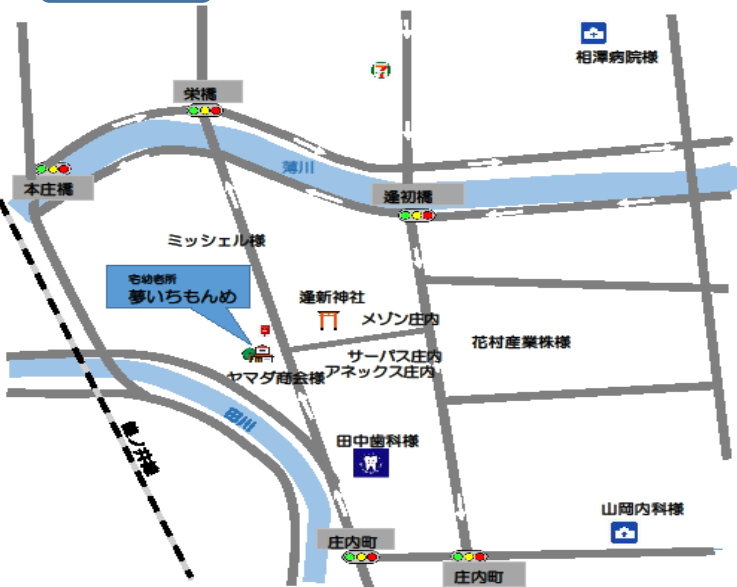 相澤病院様
栄橋
7
薄川
本庄橋
逢初橋
ミッシェル様
宅幼老所
夢いちもんめ
逢新神社
メゾン庄内
花村産業株様
サーパス庄内
アネックス庄内
ヤマダ商会様
田川
篠ノ井線
田中歯科様
山岡内科様
庄内町
庄内町